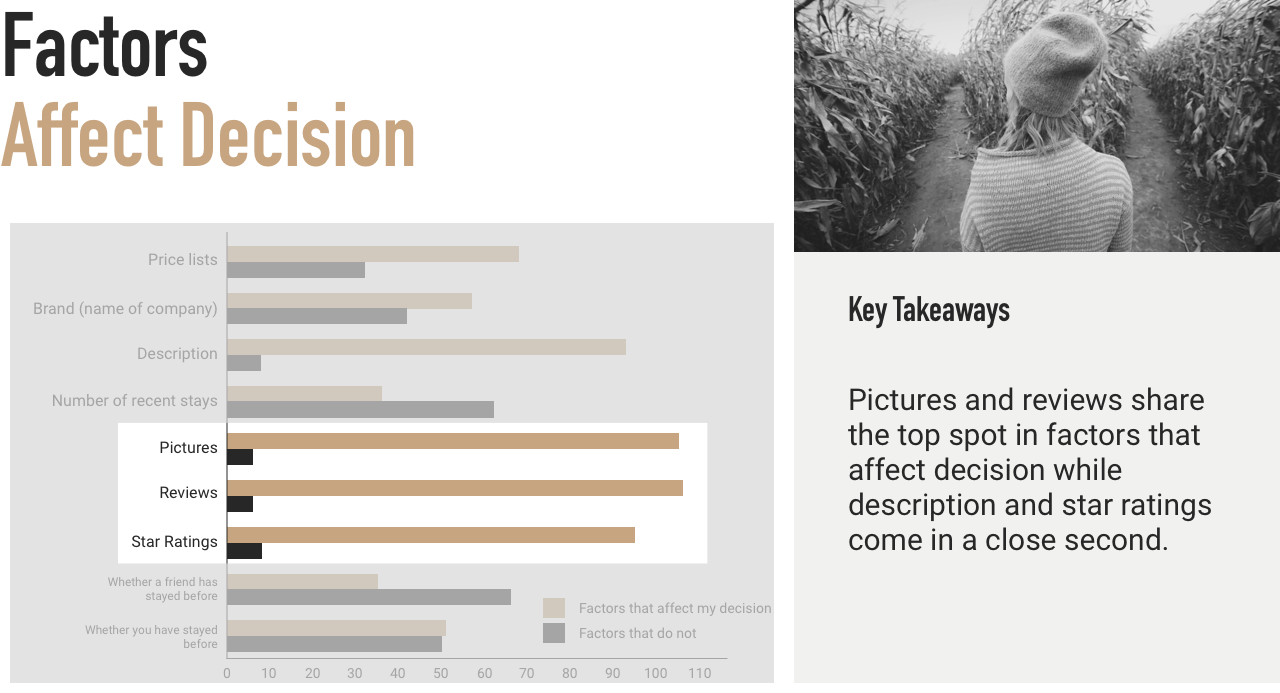 Factors
Affect Decision
Price lists
Brand (name of company)
Description
Number of recent stays
Pictures
Reviews
Star Ratings
Whether a friend has
stayed before
Whether you have stayed
before
Factors that affect my decision
Factors that do not
0 10 20 30 40 50 60 70 80 90 100 110
Key Takeaways
Pictures and reviews share
the top spot in factors that
affect decision while
description and star ratings
come in a close second.